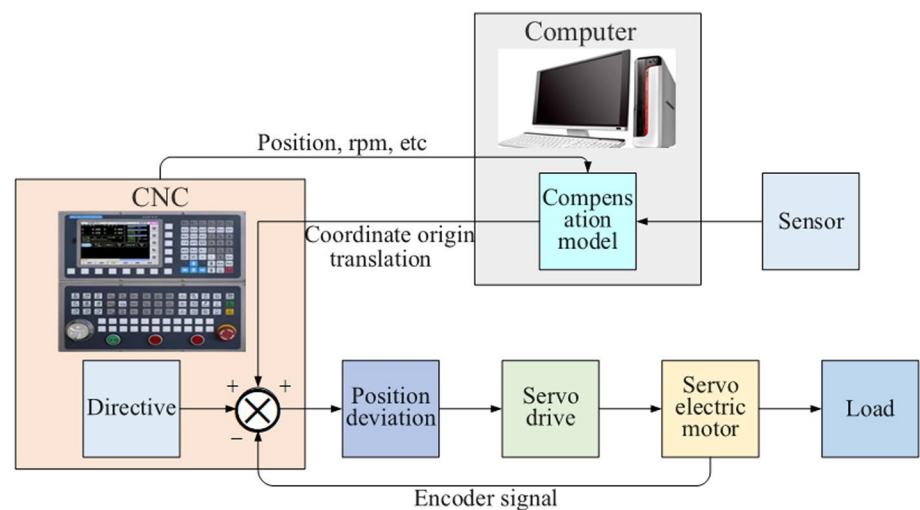 Computer
Position, rpm, etc
CNC
Compens
ation
model
Sensor
Coordinate origin
translation
+
+
Directive
−
Position
deviation
Servo
drive
Servo
electric
motor
Load
Encoder signal